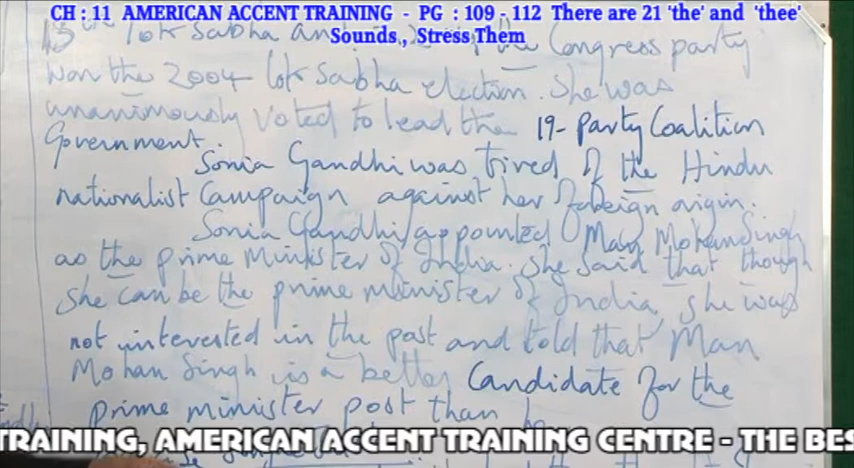 CH : 11 AMERICAN ACCENT TRAINING - PG : 109 - 112 There are 21 'the' and 'thee'
Sounds , Stress Them
13th lok Sabha and the Congress party
won the 2004 lok sabha election. she was
unanimously voted to lead the 19- party Coalition
Government.
Sonia Gandhi was tired of the Hindu
nationalist Campaign against her foreign origin.
Sonia Gandhi appointed Man Mohan Singh
as the prime Minister of India. she said that though
she can be the prime minister of India, she was
not interested in the post and told that Man
Mohan Singh is a better Candidate for the
prime minister post than
TRAINING, AMERICAN ACCENT TRAINING CENTRE - THE BES